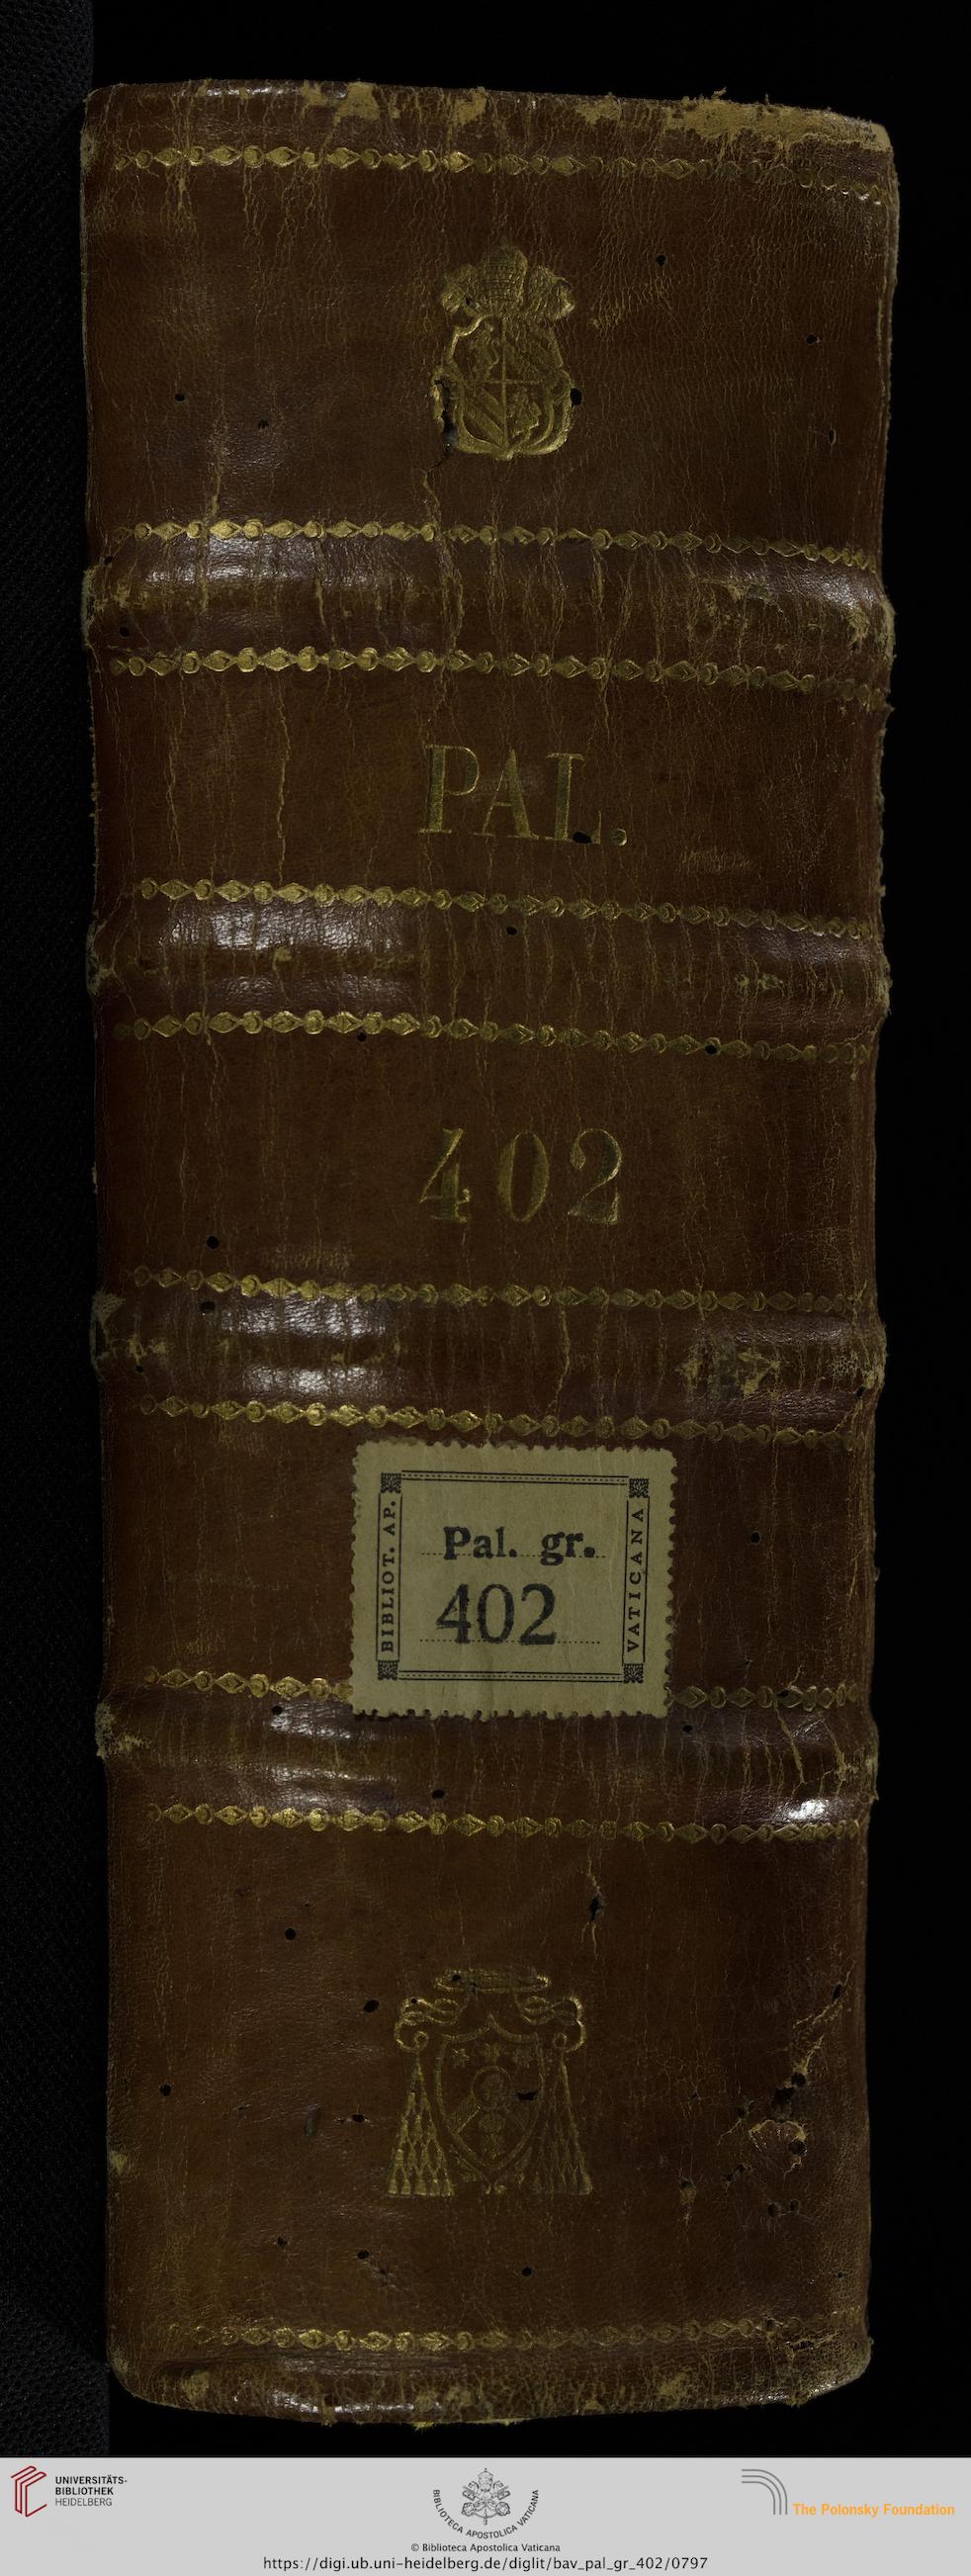 PAL.
402
BIBLIOT. AP.
Pal. gr.
402
VATICANA
UNIVERSITÄTS-
BIBLIOTHEK
HEIDELBERG
BIBLIOTECA APOSTOLICA VATICANA
The Polonsky Foundation
© Biblioteca Apostolica Vaticana
https://digi.ub.uni-heidelberg.de/diglit/bav_pal_gr_402/0797